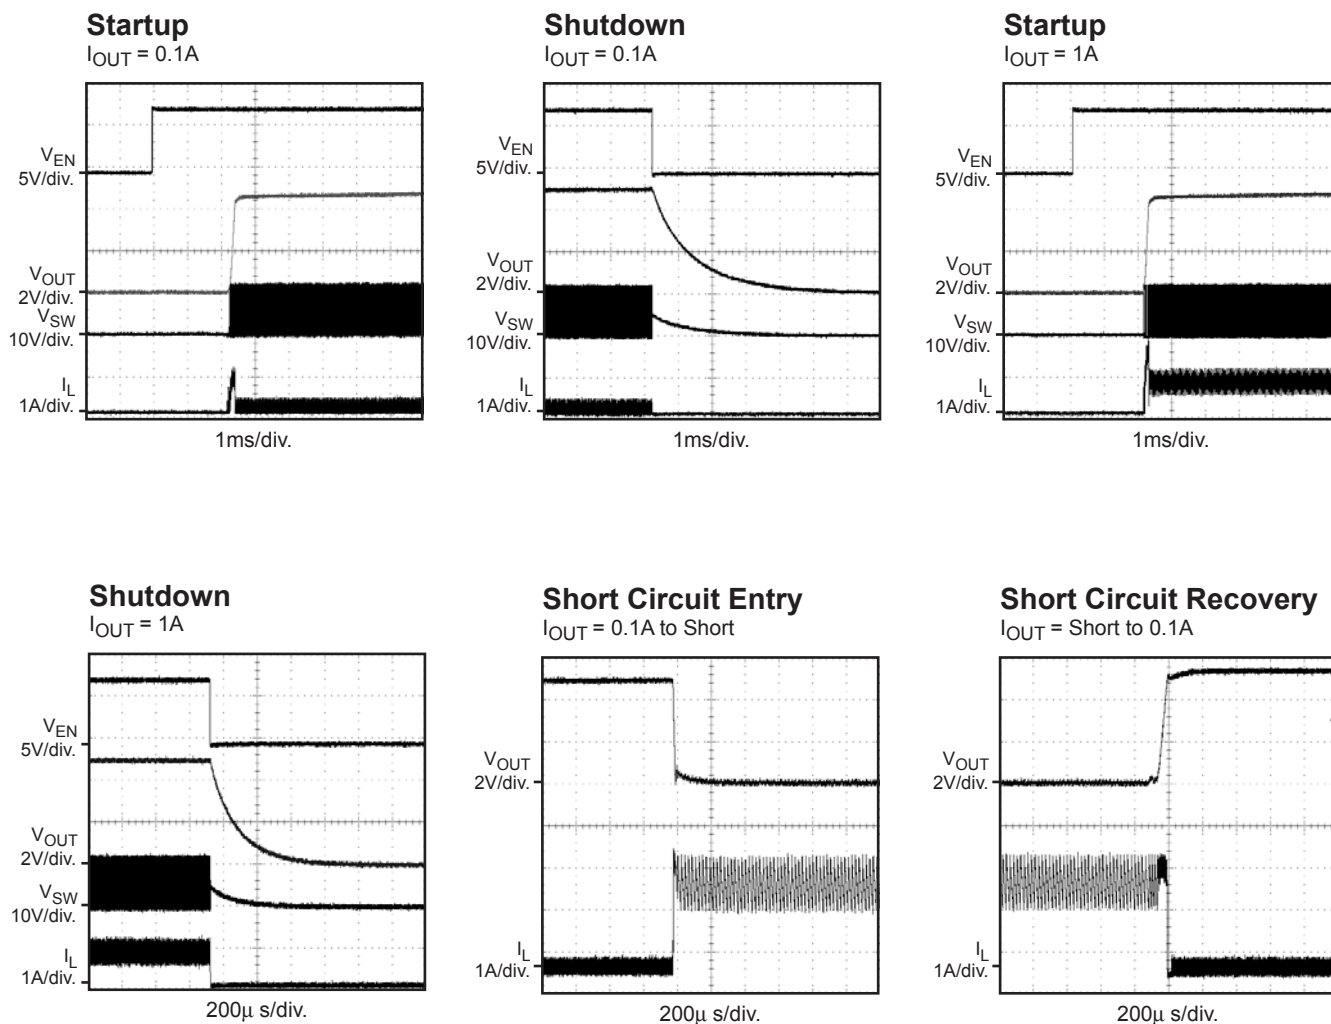 Startup
IOUT = 0.1A
VEN
5V/div.
VOUT
2V/div.
VSW
10V/div.
IL
1A/div.
1ms/div.
Shutdown
IOUT = 0.1A
VEN
5V/div.
VOUT
2V/div.
VSW
10V/div.
IL
1A/div.
1ms/div.
Startup
IOUT = 1A
VEN
5V/div.
VOUT
2V/div.
VSW
10V/div.
IL
1A/div.
1ms/div.
Shutdown
IOUT = 1A
VEN
5V/div.
VOUT
2V/div.
VSW
10V/div.
IL
1A/div.
200μ s/div.
Short Circuit Entry
IOUT = 0.1A to Short
VOUT
2V/div.
IL
1A/div.
200μ s/div.
Short Circuit Recovery
IOUT = Short to 0.1A
VOUT
2V/div.
IL
1A/div.
200μ s/div.